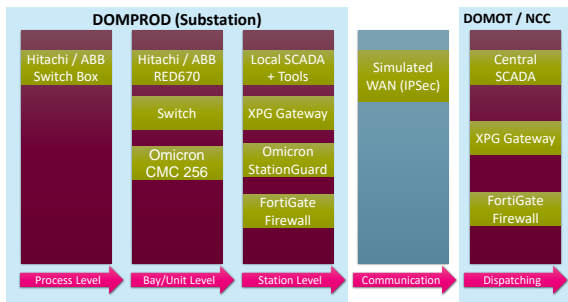 DOMPROD (Substation)
DOMOT / NCC
Hitachi / ABB
Switch Box
Hitachi / ABB
RED670
Switch
Omicron
CMC 256
Local SCADA
+ Tools
XPG Gateway
Omicron
StationGuard
FortiGate
Firewall
Simulated
WAN (IPSec)
Central
SCADA
XPG Gateway
FortiGate
Firewall
Process Level
Bay/Unit Level
Station Level
Communication
Dispatching